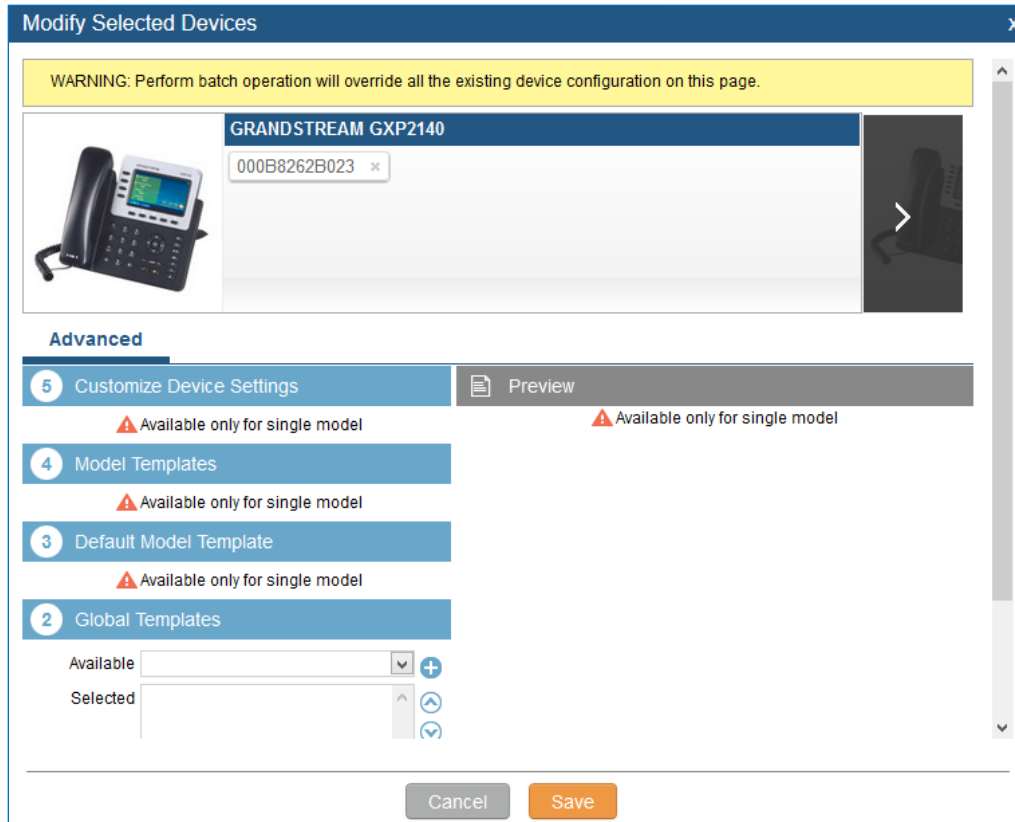 Modify Selected Devices x
WARNING: Perform batch operation will override all the existing device configuration on this page.
GRANDSTREAM GXP2140
000B8262B023 ×
Advanced
5 Customize Device Settings
Available only for single model
4 Model Templates
Available only for single model
3 Default Model Template
Available only for single model
2 Global Templates
Available
Selected
Preview
Available only for single model
Cancel
Save